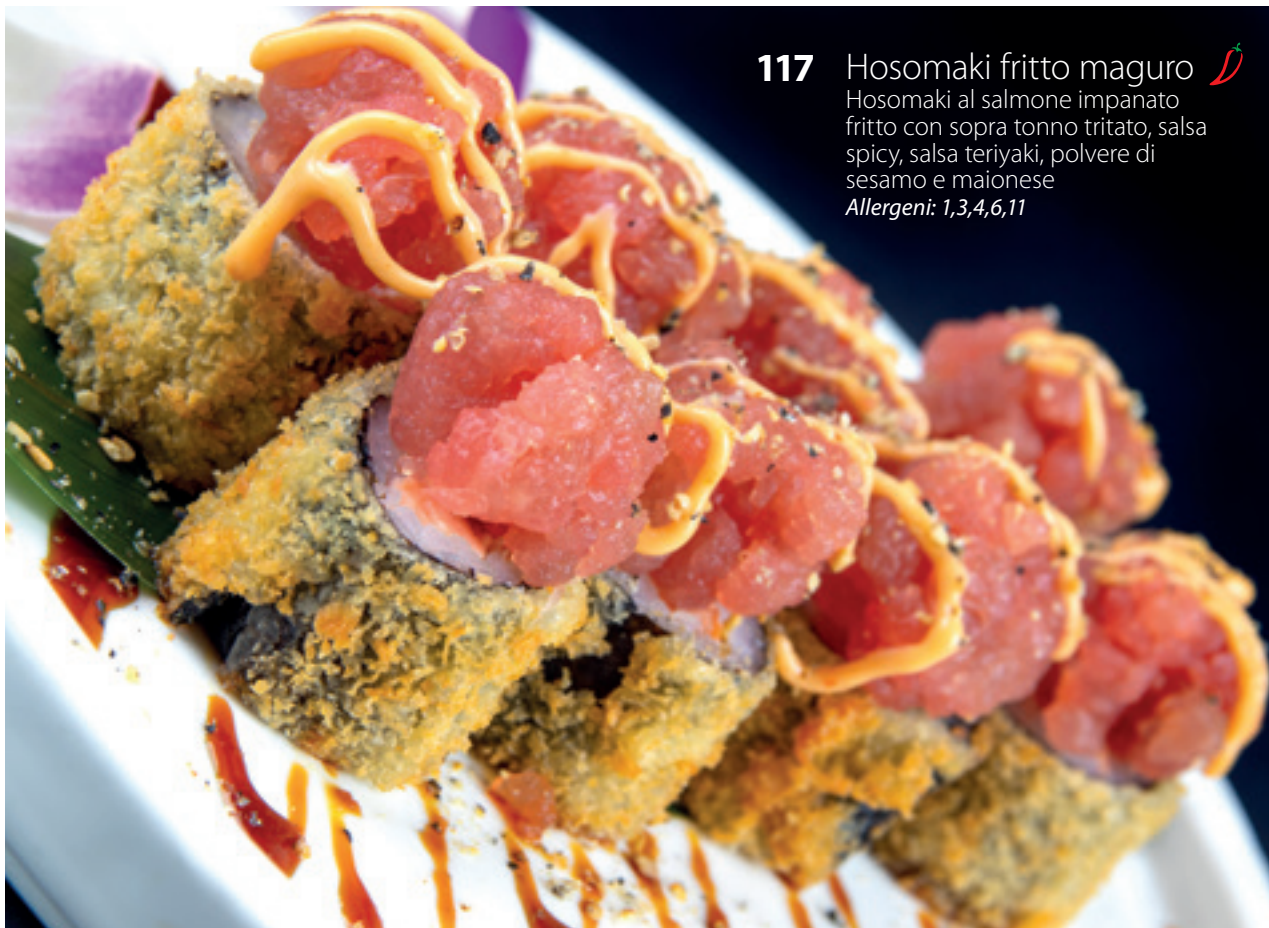 117 Hosomaki fritto maguro
Hosomaki al salmone impanato
fritto con sopra tonno tritato, salsa
spicy, salsa teriyaki, polvere di
sesamo e maionese
Allergeni: 1,3,4,6,11